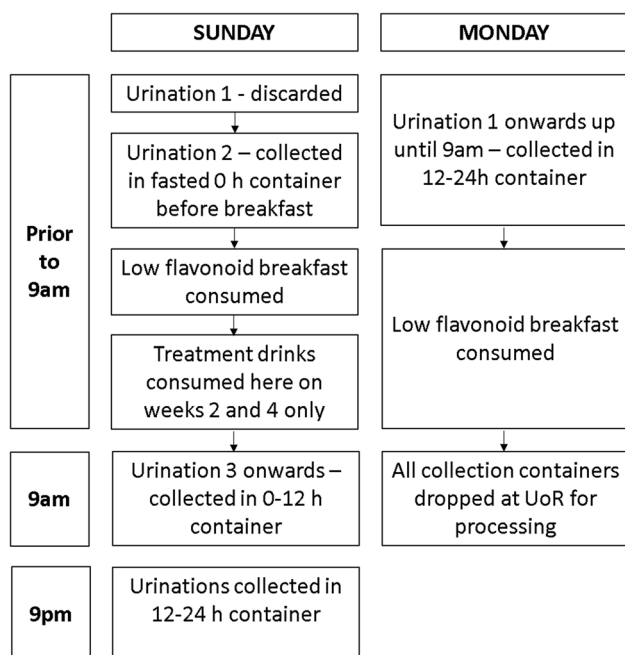 SUNDAY
MONDAY
Prior
to
9am
Urination 1 - discarded
Urination 2 – collected
in fasted 0 h container
before breakfast
Low flavonoid breakfast
consumed
Treatment drinks
consumed here on
weeks 2 and 4 only
Urination 1 onwards up
until 9am – collected in
12-24h container
Low flavonoid breakfast
consumed
9am
Urination 3 onwards –
collected in 0-12 h
container
All collection containers
dropped at UoR for
processing
9pm
Urinations collected in
12-24 h container